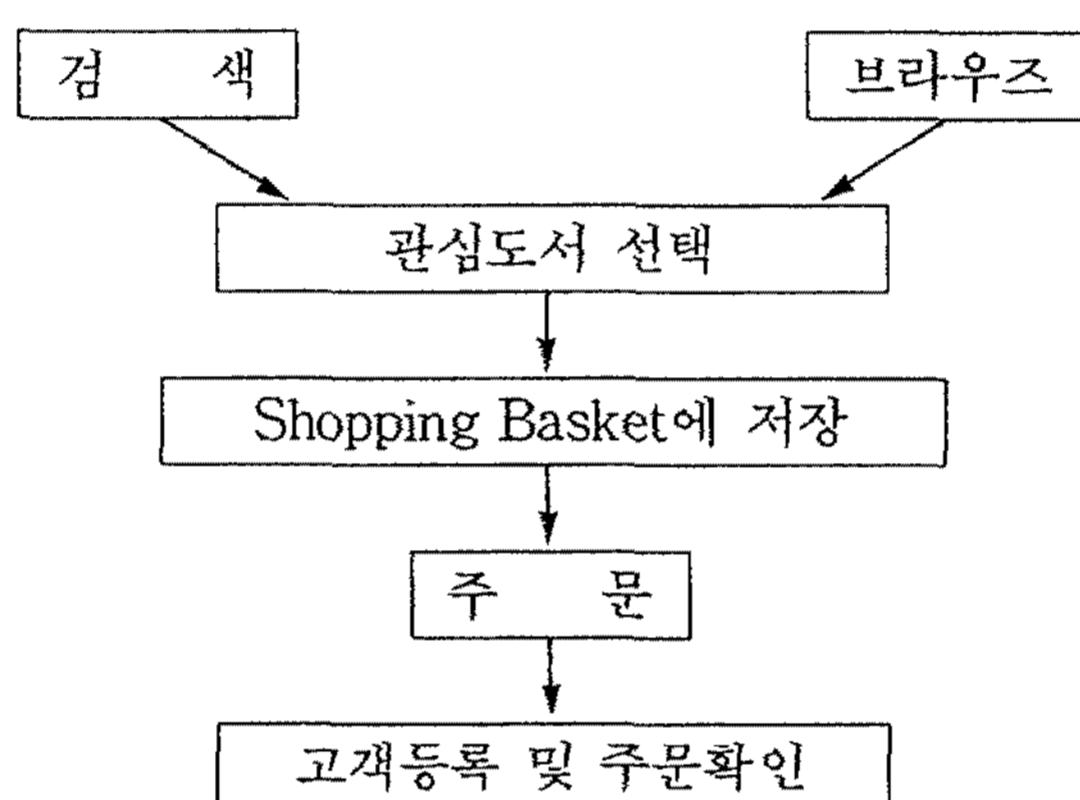 검 색
브라우즈
관심도서 선택
Shopping Basket에 저장
주 문
고객등록 및 주문확인